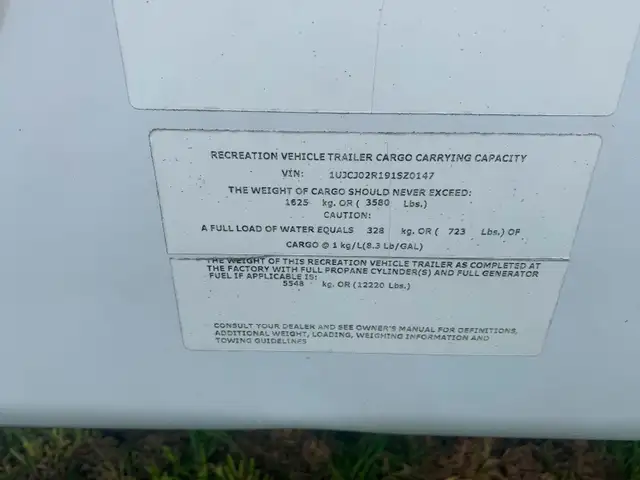 RECREATION VEHICLE TRAILER CARGO CARRYING CAPACITY
VIN: 1UJCJ02R191SZ0147
THE WEIGHT OF CARGO SHOULD NEVER EXCEED:
1625 kg. OR ( 3580 Lbs.)
CAUTION:
A FULL LOAD OF WATER EQUALS 328 kg. OR ( 723 Lbs.) OF
CARGO @ 1 kg/L(8.3 Lb/GAL)
THE WEIGHT OF THIS RECREATION VEHICLE TRAILER AS COMPLETED AT
THE FACTORY WITH FULL PROPANE CYLINDER(S) AND FULL GENERATOR
FUEL IF APPLICABLE IS:
5548 kg. OR (12220 Lbs.)
CONSULT YOUR DEALER AND SEE OWNER'S MANUAL FOR DEFINITIONS,
ADDITIONAL WEIGHT, LOADING, WEIGHING INFORMATION AND
TOWING GUIDELINES